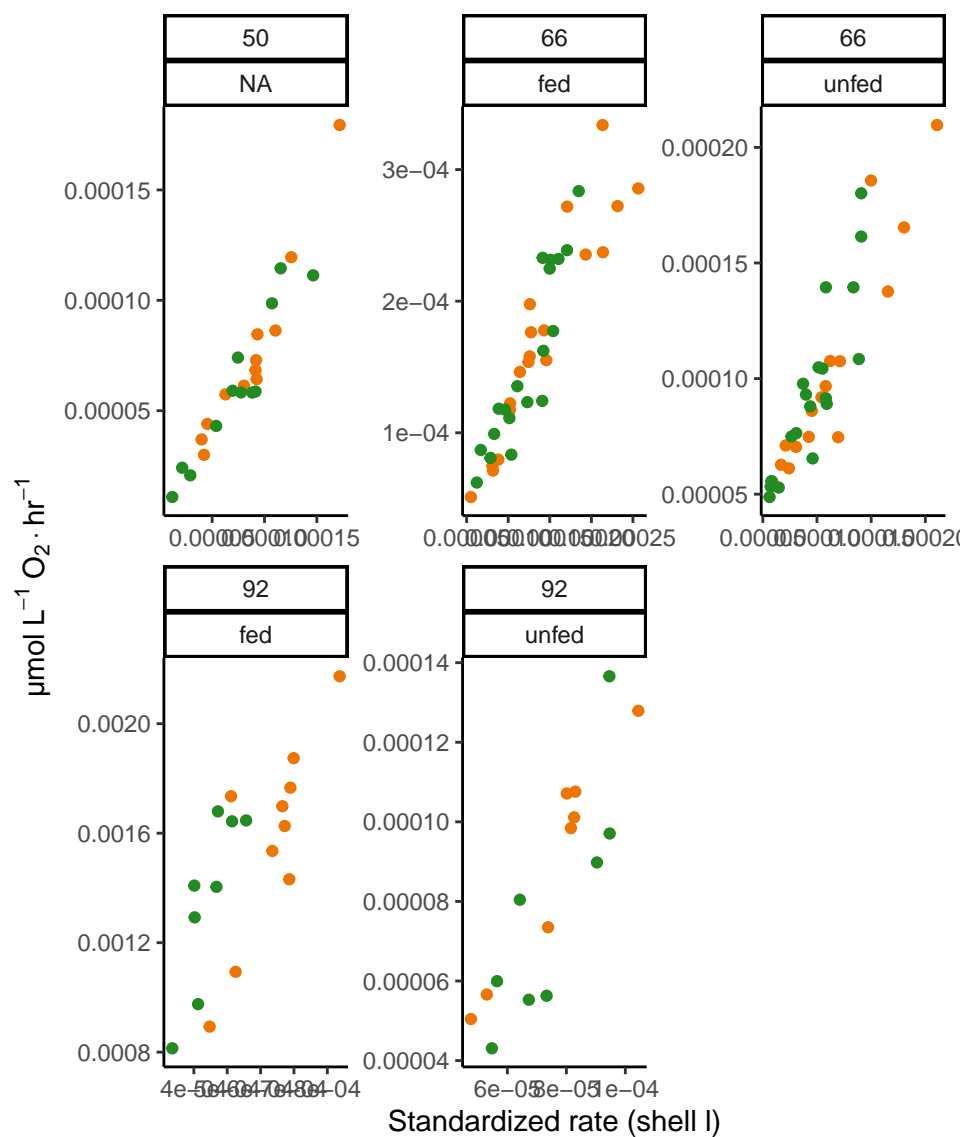 50 66 66
NA fed unfed
0.00015
0.00010
0.00005
3e-04
2e-04
1e-04
0.00020
0.00015
0.00010
0.00005
92 92
fed unfed
0.0020
0.0016
0.0012
0.0008
0.00014
0.00012
0.00010
0.00008
0.00006
0.00004
6e-05 8e-05 1e-04
µmol L⁻¹ O₂ · hr⁻¹
Standardized rate (shell l)